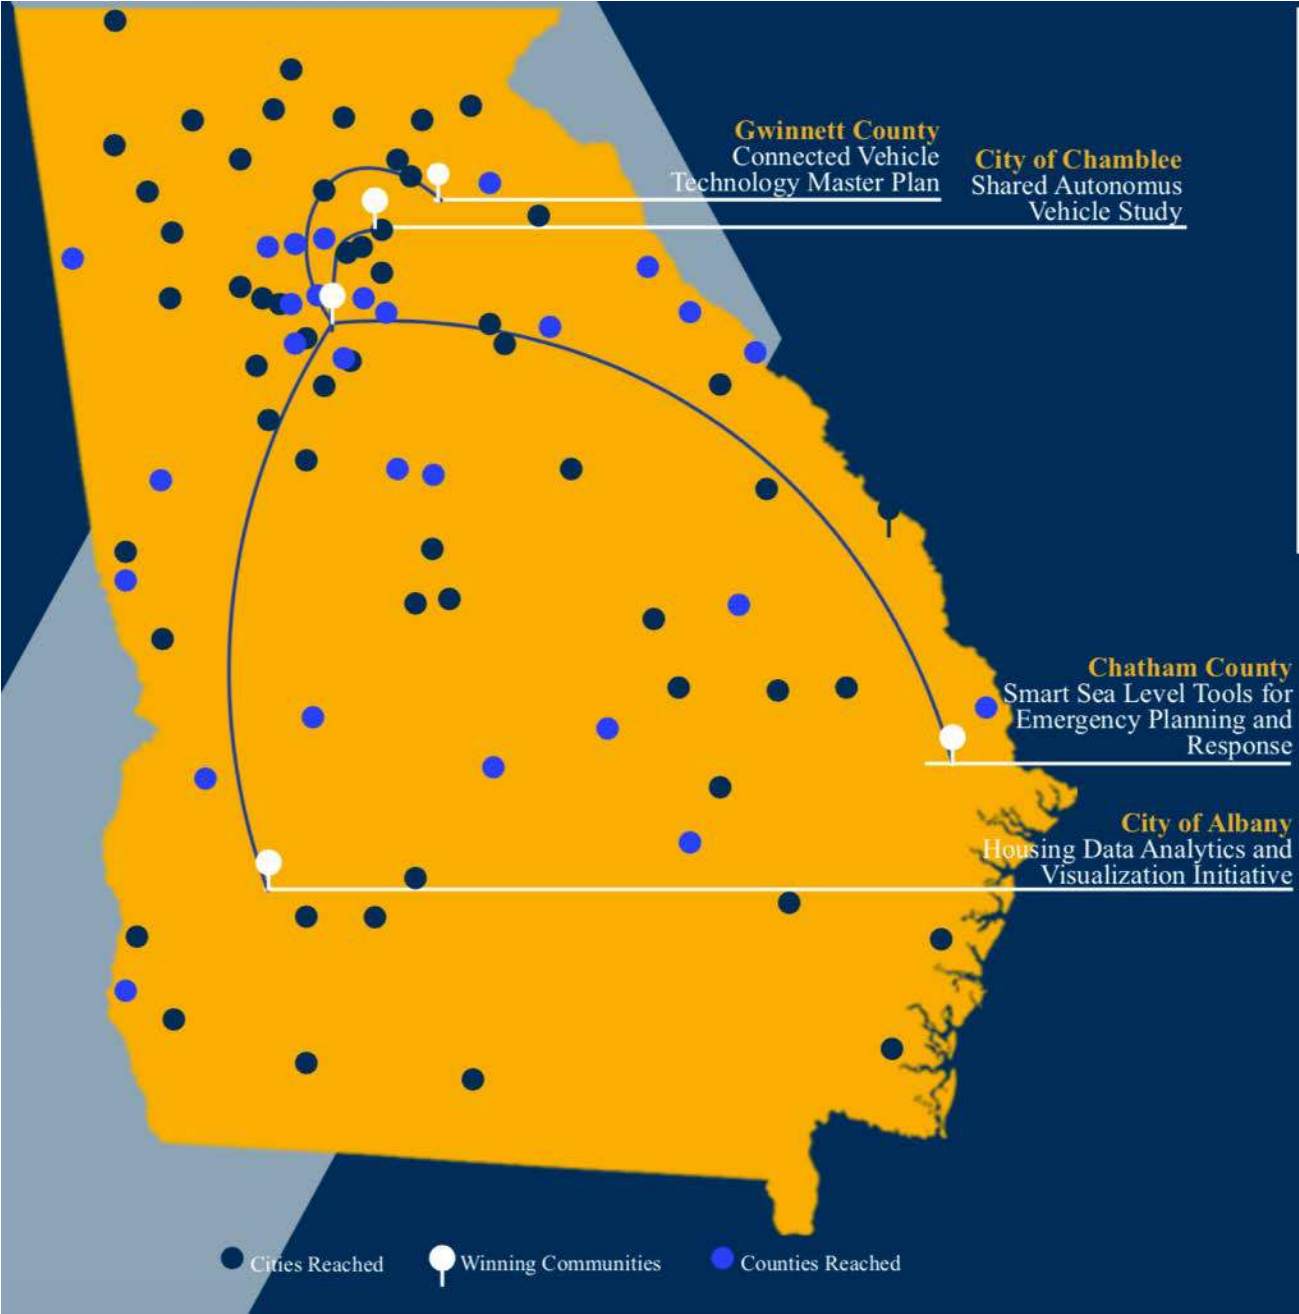 Gwinnett County
Connected Vehicle
Technology Master Plan
City of Chamblee
Shared Autonomus
Vehicle Study
Chatham County
Smart Sea Level Tools for
Emergency Planning and
Response
City of Albany
Housing Data Analytics and
Visualization Initiative
Cities Reached
Winning Communities
Counties Reached